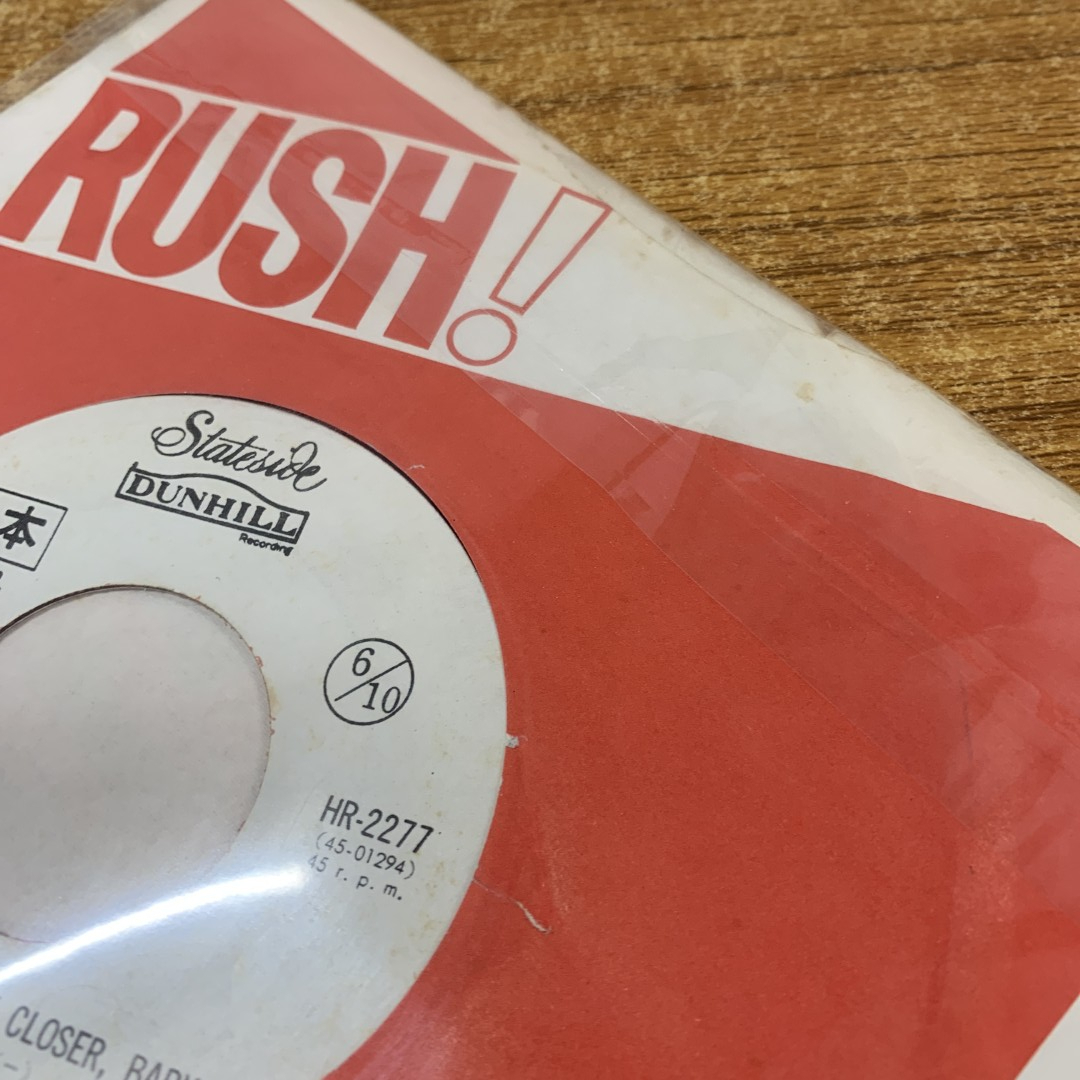 RUSH!
Stateside
DUNHILL
Recording
本
6/10
HR-2277
(45-01294)
45 r. p. m.
CLOSER,
(-)